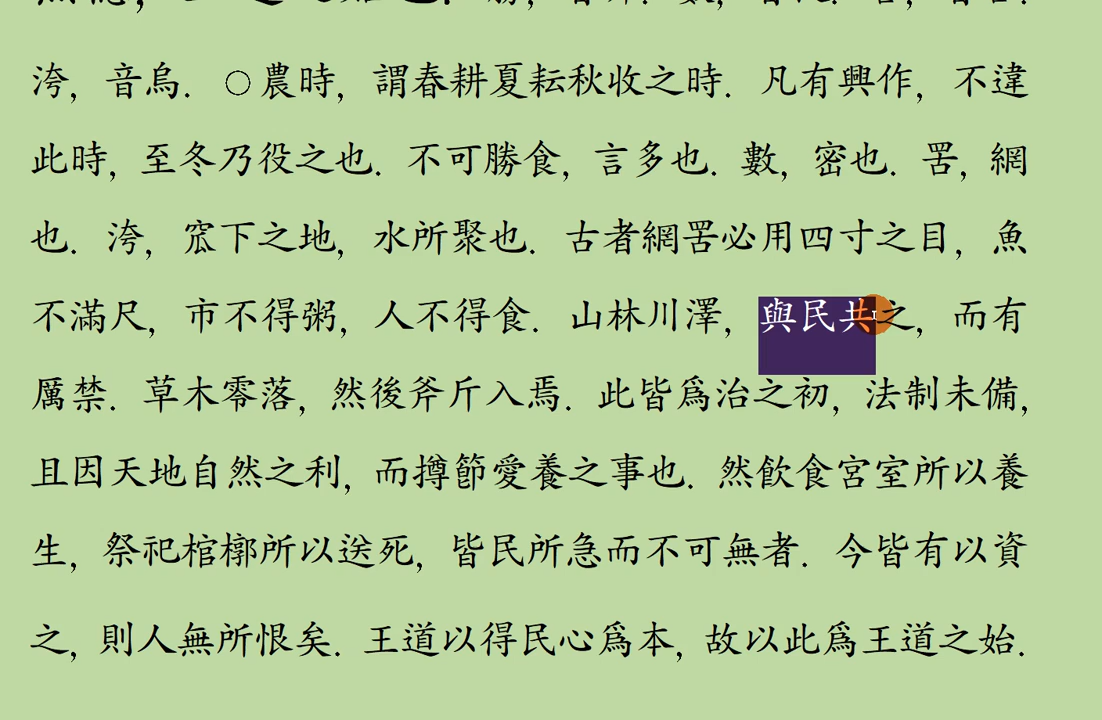 洿, 音烏. ○農時, 謂春耕夏耘秋收之時. 凡有興作, 不違
此時, 至冬乃役之也. 不可勝食, 言多也. 數, 密也. 罟, 網
也. 洿, 窊下之地, 水所聚也. 古者網罟必用四寸之目, 魚
不滿尺, 市不得粥, 人不得食. 山林川澤, 與民共之, 而有
厲禁. 草木零落, 然後斧斤入焉. 此皆爲治之初, 法制未備,
且因天地自然之利, 而撙節愛養之事也. 然飮食宮室所以養
生, 祭祀棺槨所以送死, 皆民所急而不可無者. 今皆有以資
之, 則人無所恨矣. 王道以得民心爲本, 故以此爲王道之始.